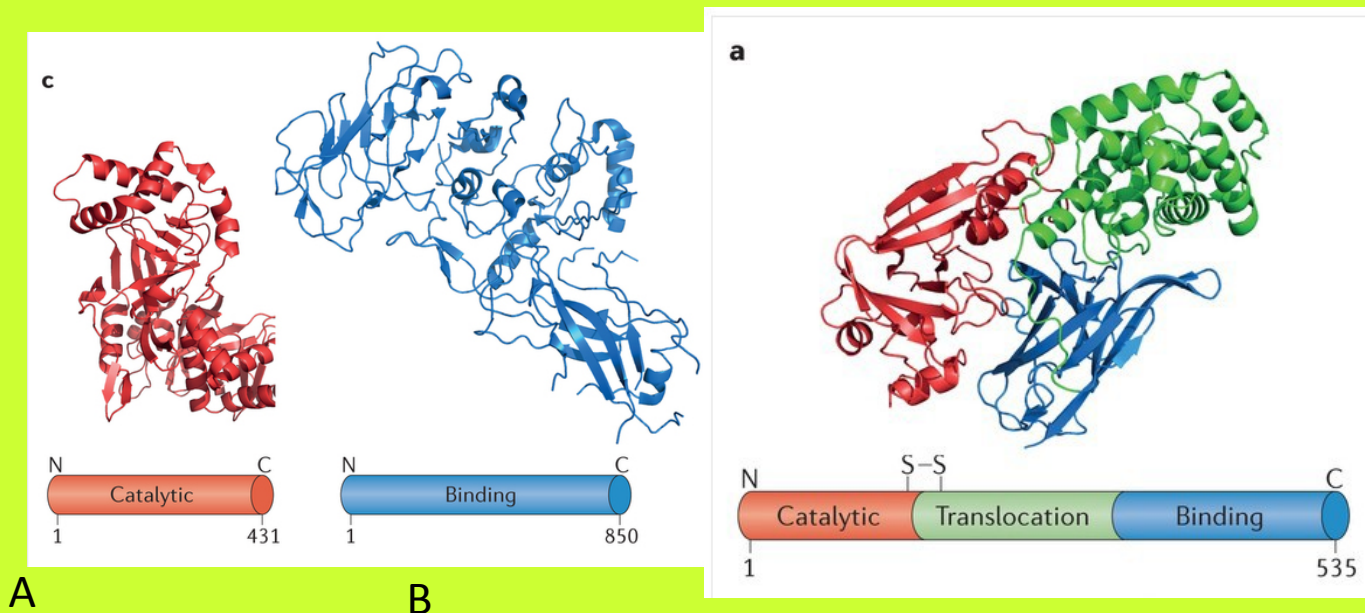 c
N C
Catalytic
1 431
N C
Binding
1 850
A
B
a
S–S
N C
Catalytic Translocation Binding
1 535